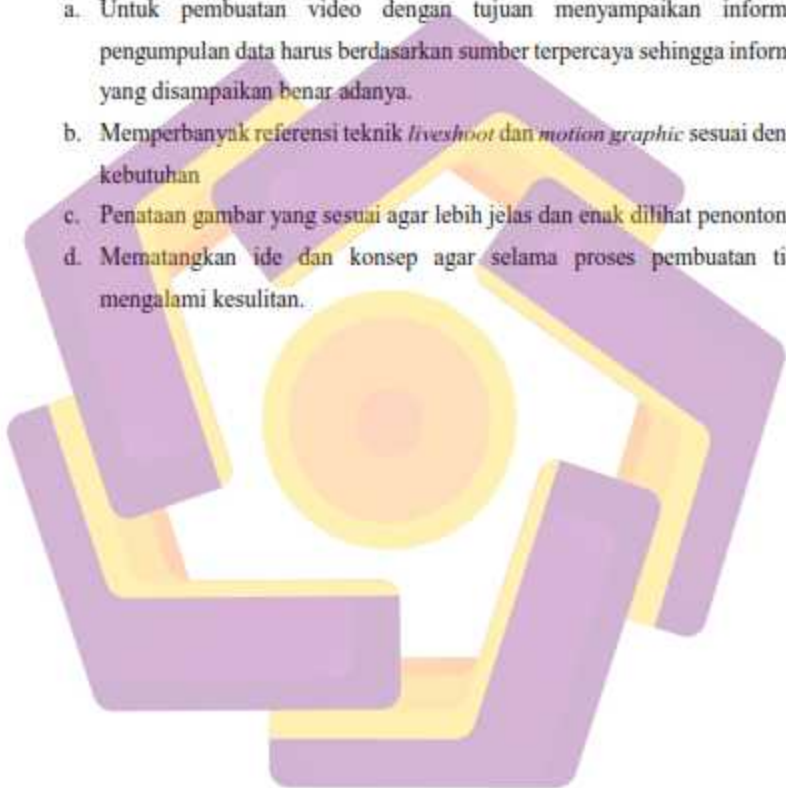 a. Untuk pembuatan video dengan tujuan menyampaikan inform
pengumpulan data harus berdasarkan sumber terpercaya sehingga inform
yang disampaikan benar adanya.
b. Memperbanyak referensi teknik liveshoot dan motion graphic sesuai den
kebutuhan
c. Penataan gambar yang sesuai agar lebih jelas dan enak dilihat penonton
d. Mematangkan ide dan konsep agar selama proses pembuatan ti
mengalami kesulitan.